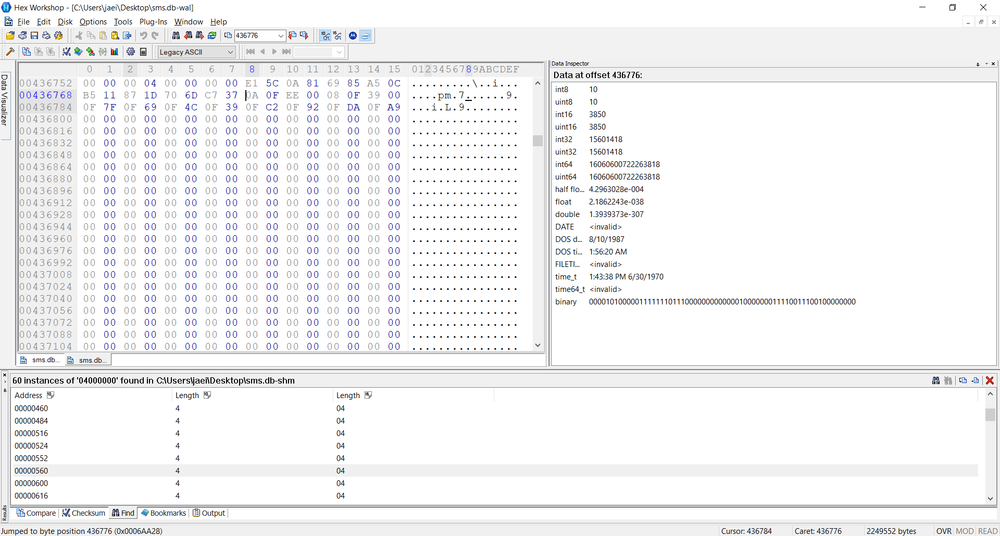 Hex Workshop - [C:\Users\jaei\Desktop\sms.db-wal]
File Edit Disk Options Tools Plug-Ins Window Help
436776
Legacy ASCII
Data Visualizer
0 1 2 3 4 5 6 7 8 9 10 11 12 13 14 15 0123456789ABCDEF
00436752 00 00 00 04 00 00 00 00 E1 5C 0A 81 69 85 A5 0C .........\..i...
00436768 B5 11 87 1D 70 6D C7 37 0A 0F EE 00 08 0F 39 00 ....pm.7......9.
00436784 0F 7F 0F 69 0F 4C 0F 39 0F C2 0F 92 0F DA 0F A9 ...i.L.9........
00436800 00 00 00 00 00 00 00 00 00 00 00 00 00 00 00 00 ................
00436816 00 00 00 00 00 00 00 00 00 00 00 00 00 00 00 00 ................
00436832 00 00 00 00 00 00 00 00 00 00 00 00 00 00 00 00 ................
00436848 00 00 00 00 00 00 00 00 00 00 00 00 00 00 00 00 ................
00436864 00 00 00 00 00 00 00 00 00 00 00 00 00 00 00 00 ................
00436880 00 00 00 00 00 00 00 00 00 00 00 00 00 00 00 00 ................
00436896 00 00 00 00 00 00 00 00 00 00 00 00 00 00 00 00 ................
00436912 00 00 00 00 00 00 00 00 00 00 00 00 00 00 00 00 ................
00436928 00 00 00 00 00 00 00 00 00 00 00 00 00 00 00 00 ................
00436944 00 00 00 00 00 00 00 00 00 00 00 00 00 00 00 00 ................
00436960 00 00 00 00 00 00 00 00 00 00 00 00 00 00 00 00 ................
00436976 00 00 00 00 00 00 00 00 00 00 00 00 00 00 00 00 ................
00436992 00 00 00 00 00 00 00 00 00 00 00 00 00 00 00 00 ................
00437008 00 00 00 00 00 00 00 00 00 00 00 00 00 00 00 00 ................
00437024 00 00 00 00 00 00 00 00 00 00 00 00 00 00 00 00 ................
00437040 00 00 00 00 00 00 00 00 00 00 00 00 00 00 00 00 ................
00437056 00 00 00 00 00 00 00 00 00 00 00 00 00 00 00 00 ................
00437072 00 00 00 00 00 00 00 00 00 00 00 00 00 00 00 00 ................
00437088 00 00 00 00 00 00 00 00 00 00 00 00 00 00 00 00 ................
00437104 00 00 00 00 00 00 00 00 00 00 00 00 00 00 00 00 ................
sms.db... sms.db...
Data Inspector
Data at offset 436776:
int8 10
uint8 10
int16 3850
uint16 3850
int32 15601418
uint32 15601418
int64 16060600722263818
uint64 16060600722263818
half flo... 4.2963028e-004
float 2.1862243e-038
double 1.3939373e-307
DATE <invalid>
DOS d... 8/10/1987
DOS ti... 1:56:20 AM
FILETI... <invalid>
time_t 1:43:38 PM 6/30/1970
time64_t <invalid>
binary 0000101000001111111011100000000000001000000011110011100100000000
60 instances of '04000000' found in C:\Users\jaei\Desktop\sms.db-shm
Address Length Length
00000460 4 04
00000484 4 04
00000516 4 04
00000524 4 04
00000552 4 04
00000560 4 04
00000600 4 04
00000616 4 04
Results
Compare Checksum Find Bookmarks Output
Jumped to byte position 436776 (0x0006AA28) Cursor: 436784 Caret: 436776 2249552 bytes OVR MOD READ